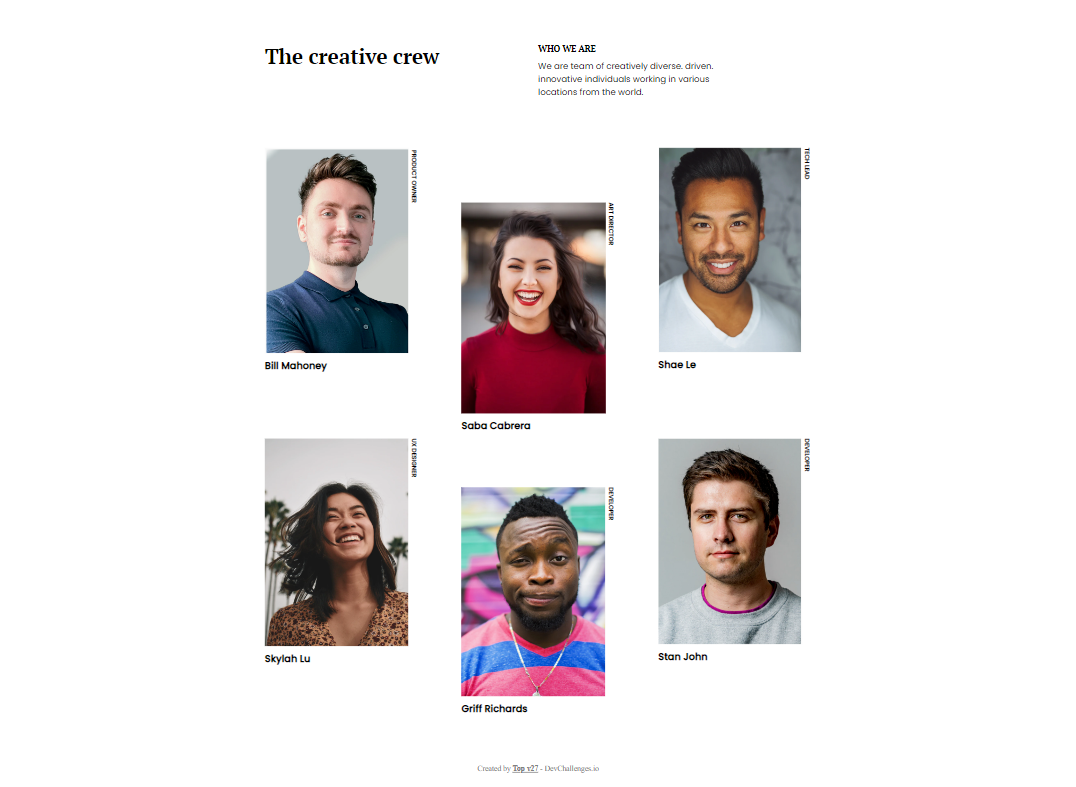 The creative crew
WHO WE ARE
We are team of creatively diverse, driven,
innovative individuals working in various
locations from the world.
PRODUCT OWNER
Bill Mahoney
ART DIRECTOR
Saba Cabrera
TECH LEAD
Shae Le
UX DESIGNER
Skylah Lu
DEVELOPER
Griff Richards
DEVELOPER
Stan John
Created by Top v27 - DevChallenges.io